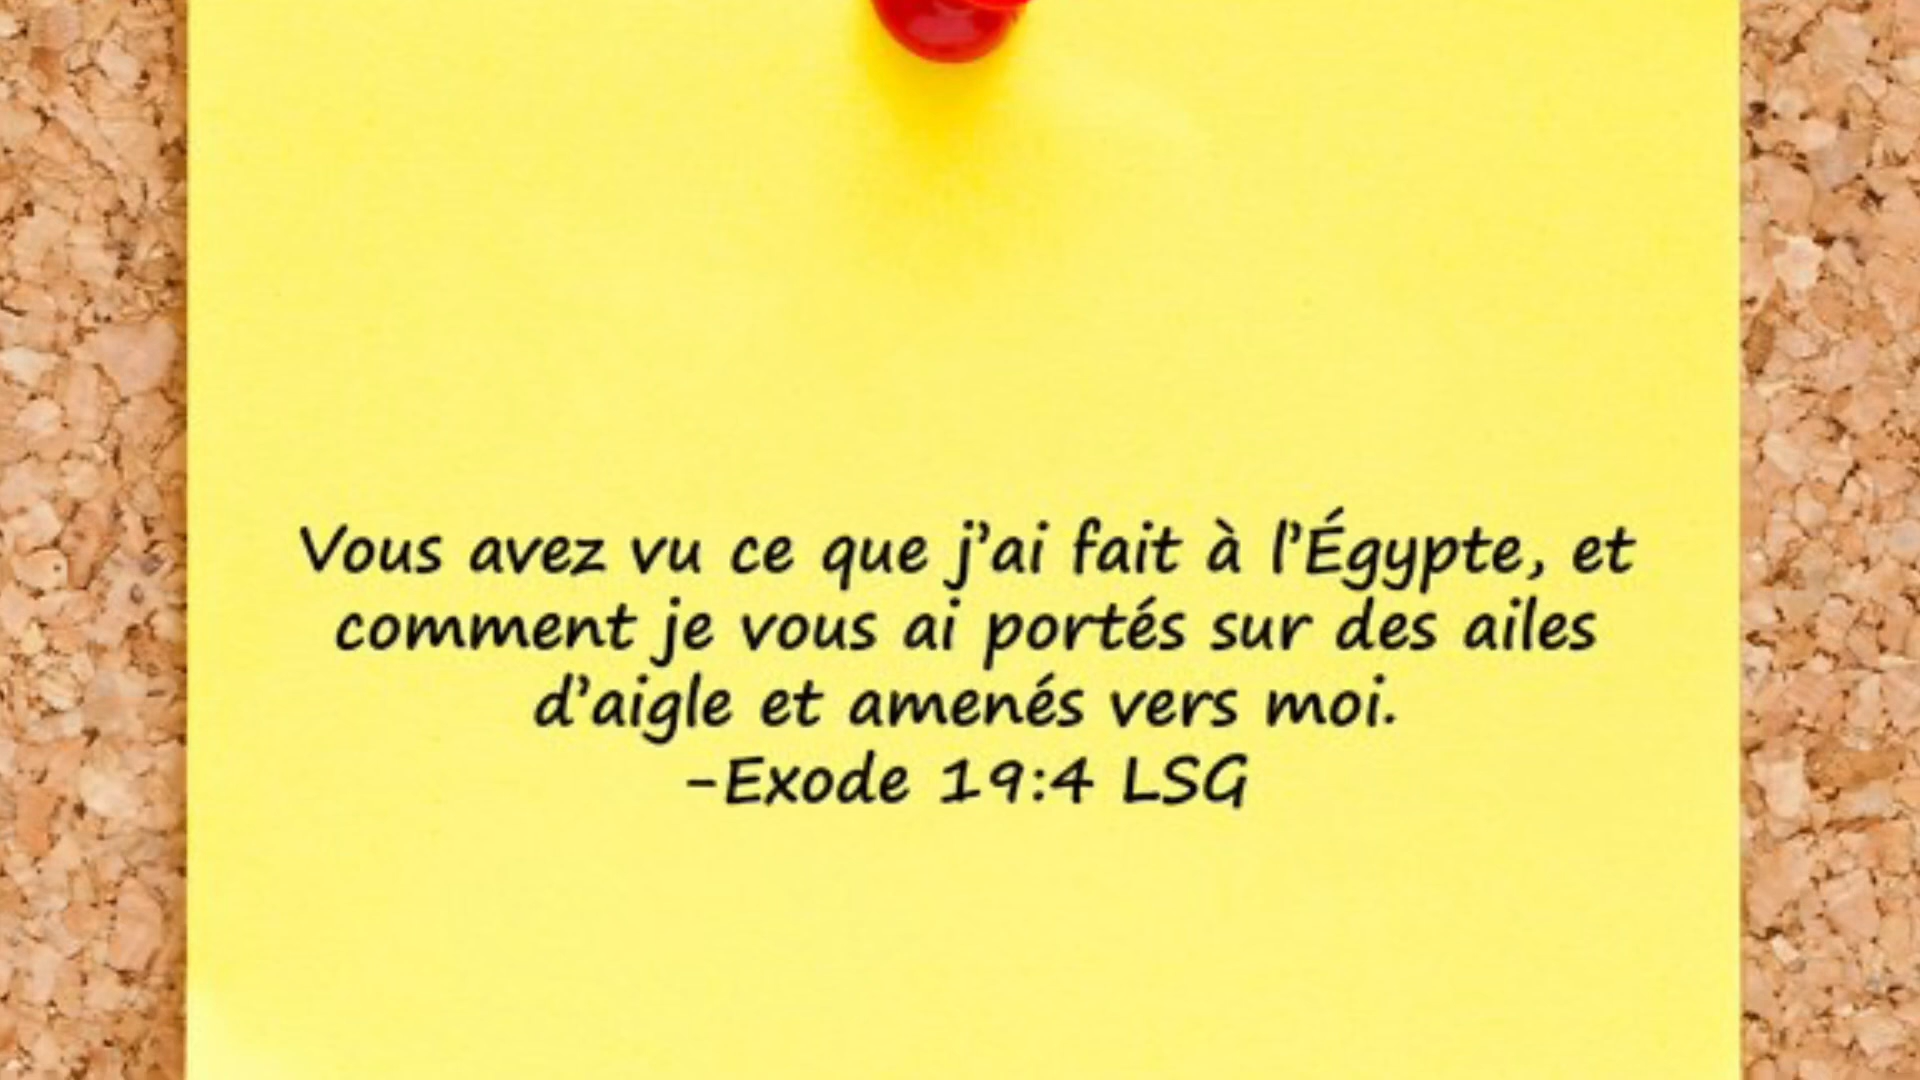 Vous avez vu ce que j’ai fait à l’Égypte, et
comment je vous ai portés sur des ailes
d’aigle et amenés vers moi.
-Exode 19:4 LSG